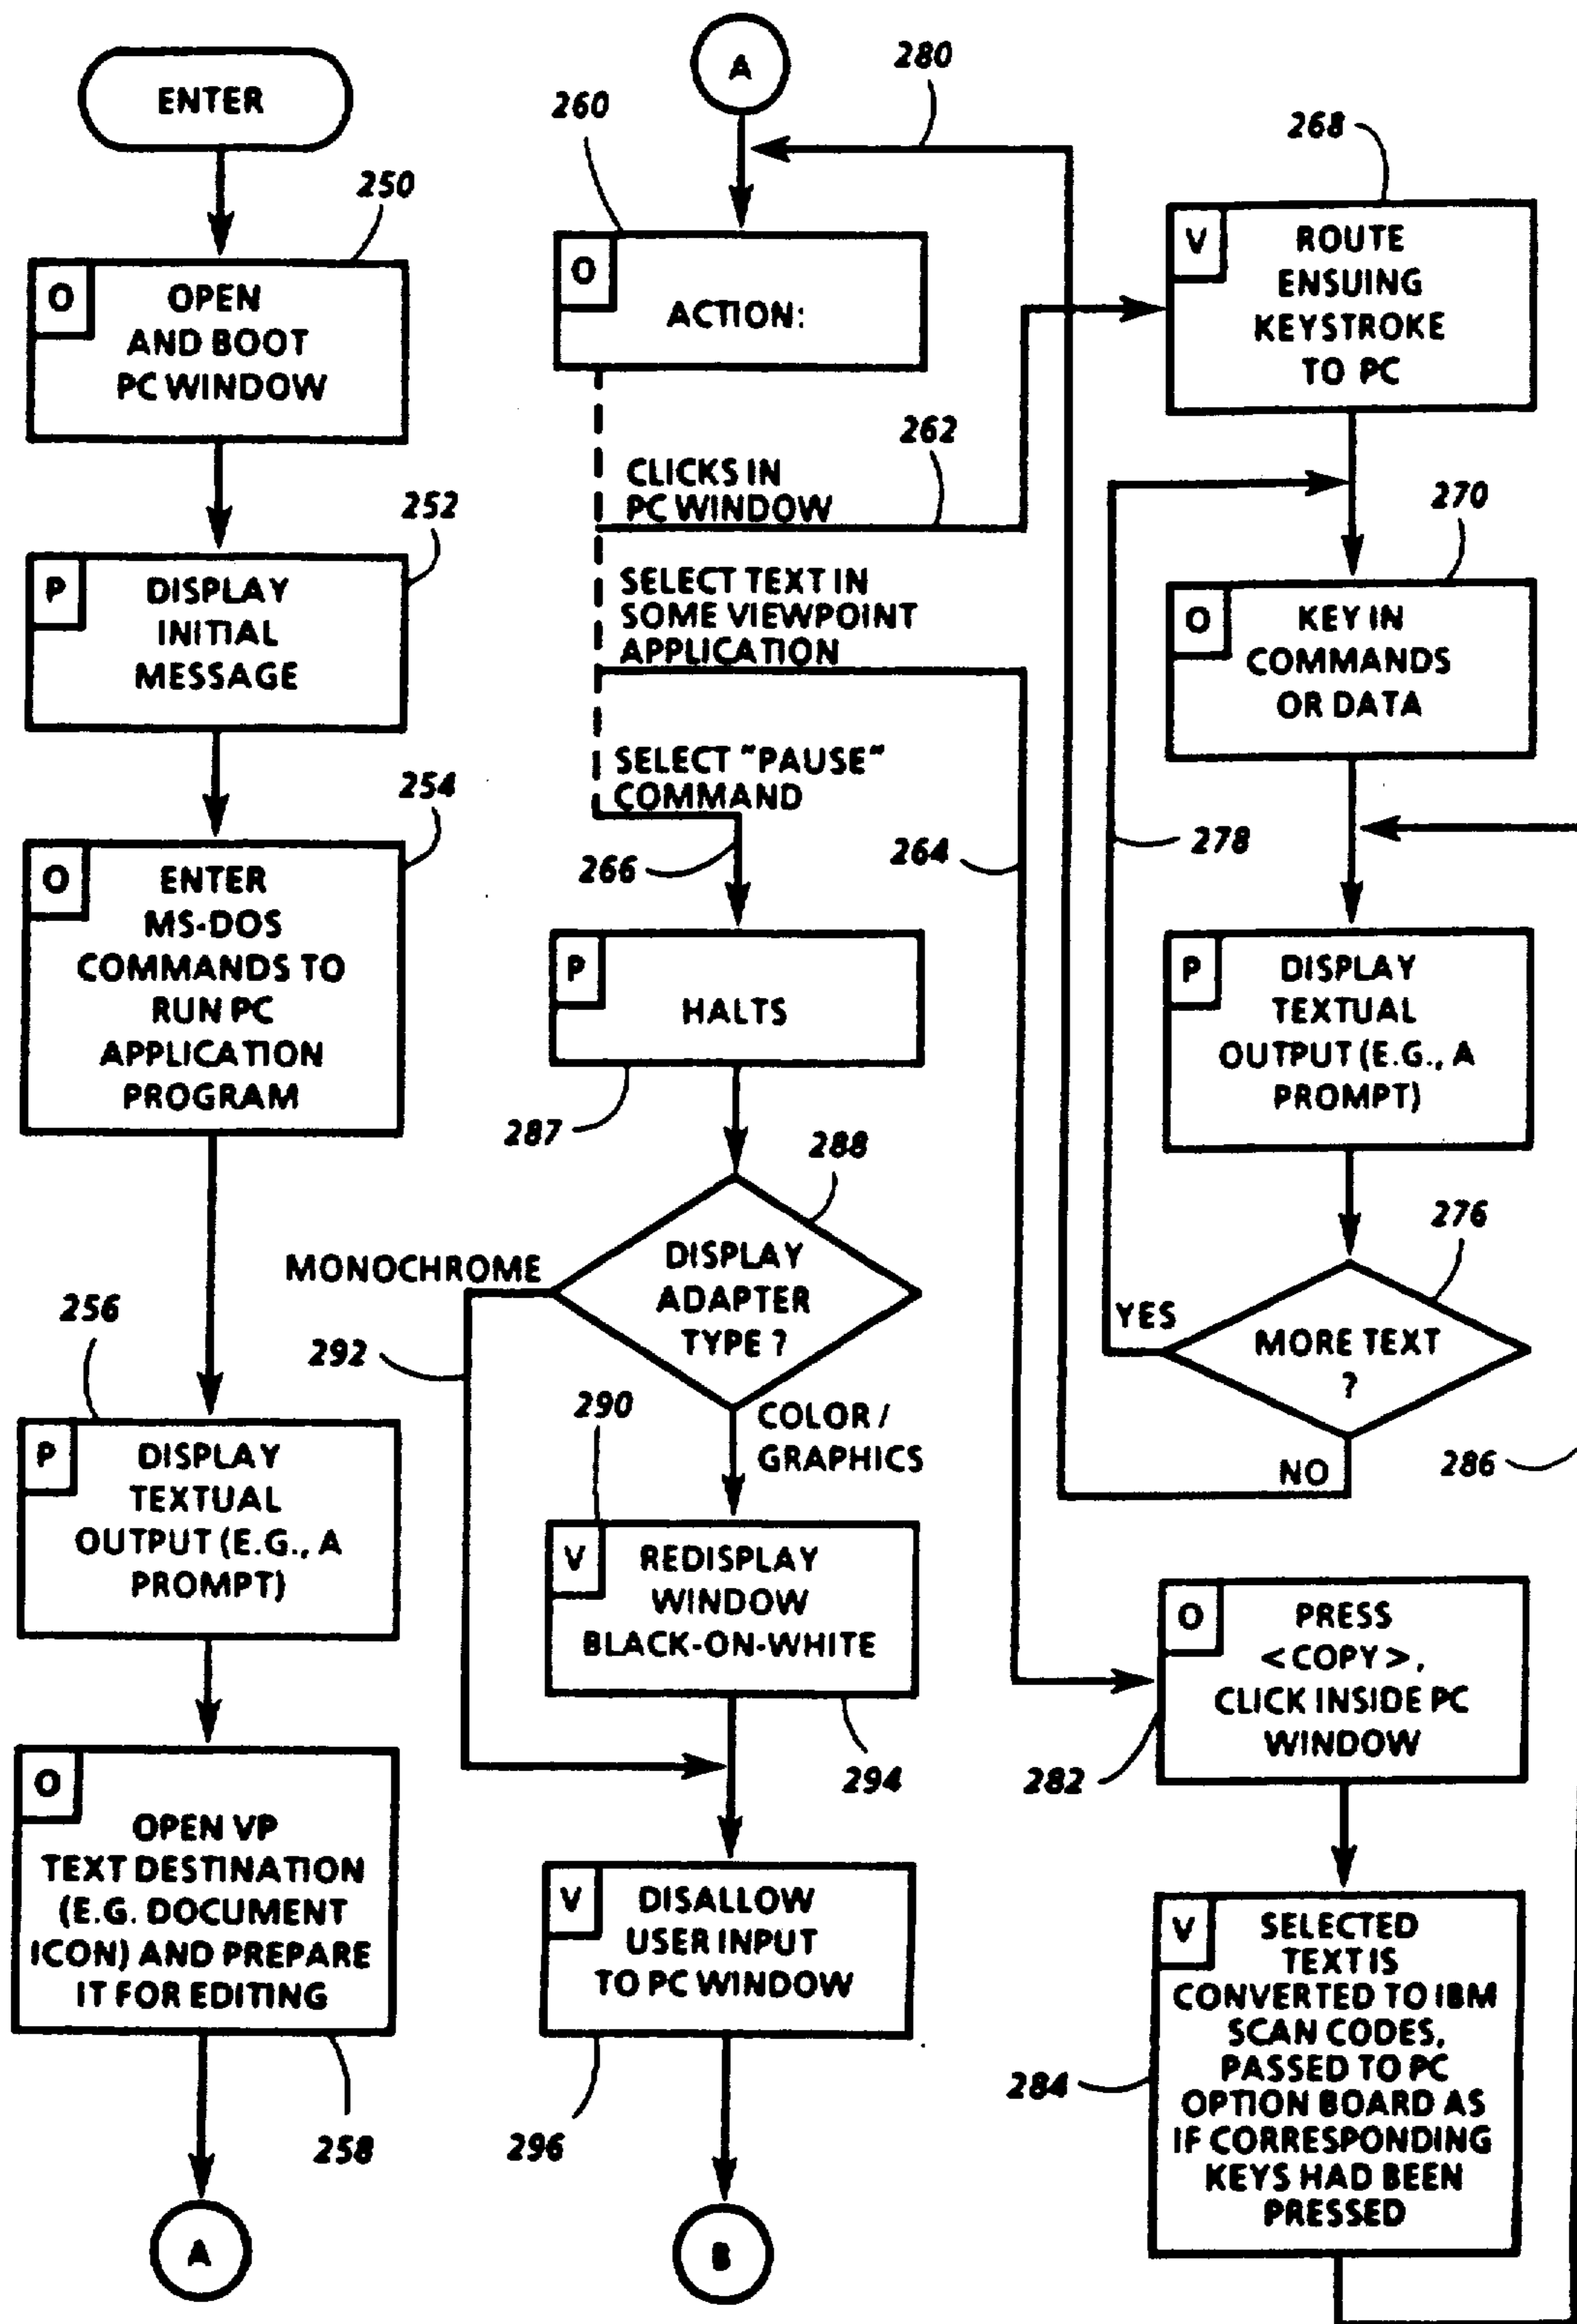 ENTER
250
O
OPEN
AND BOOT
PC WINDOW
252
P
DISPLAY
INITIAL
MESSAGE
254
O
ENTER
MS-DOS
COMMANDS TO
RUN PC
APPLICATION
PROGRAM
256
P
DISPLAY
TEXTUAL
OUTPUT (E.G., A
PROMPT)
O
OPEN VP
TEXT DESTINATION
(E.G. DOCUMENT
ICON) AND PREPARE
IT FOR EDITING
258
A
A
280
260
O
ACTION:
262
CLICKS IN
PC WINDOW
SELECT TEXT IN
SOME VIEWPOINT
APPLICATION
SELECT "PAUSE"
COMMAND
266
264
P
HALTS
287
288
DISPLAY
ADAPTER
TYPE ?
MONOCHROME
292
COLOR /
GRAPHICS
290
V
REDISPLAY
WINDOW
BLACK-ON-WHITE
294
V
DISALLOW
USER INPUT
TO PC WINDOW
296
B
268
V
ROUTE
ENSUING
KEYSTROKE
TO PC
270
O
KEY IN
COMMANDS
OR DATA
278
P
DISPLAY
TEXTUAL
OUTPUT (E.G., A
PROMPT)
276
YES
MORE TEXT
?
NO
286
O
PRESS
<COPY>,
CLICK INSIDE PC
WINDOW
282
V
SELECTED
TEXT IS
CONVERTED TO IBM
SCAN CODES,
PASSED TO PC
OPTION BOARD AS
IF CORRESPONDING
KEYS HAD BEEN
PRESSED
284